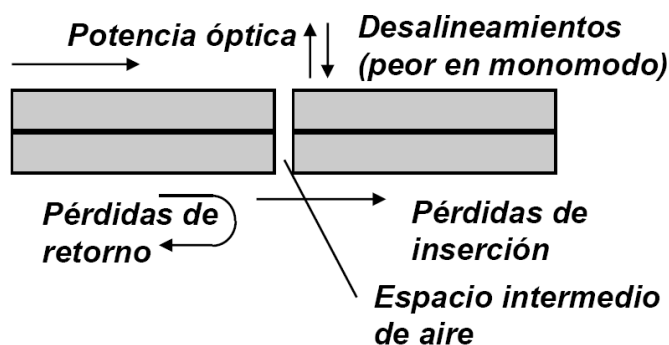 Potencia óptica
Desalineamientos
(peor en monomodo)
Pérdidas de
retorno
Pérdidas de
inserción
Espacio intermedio
de aire